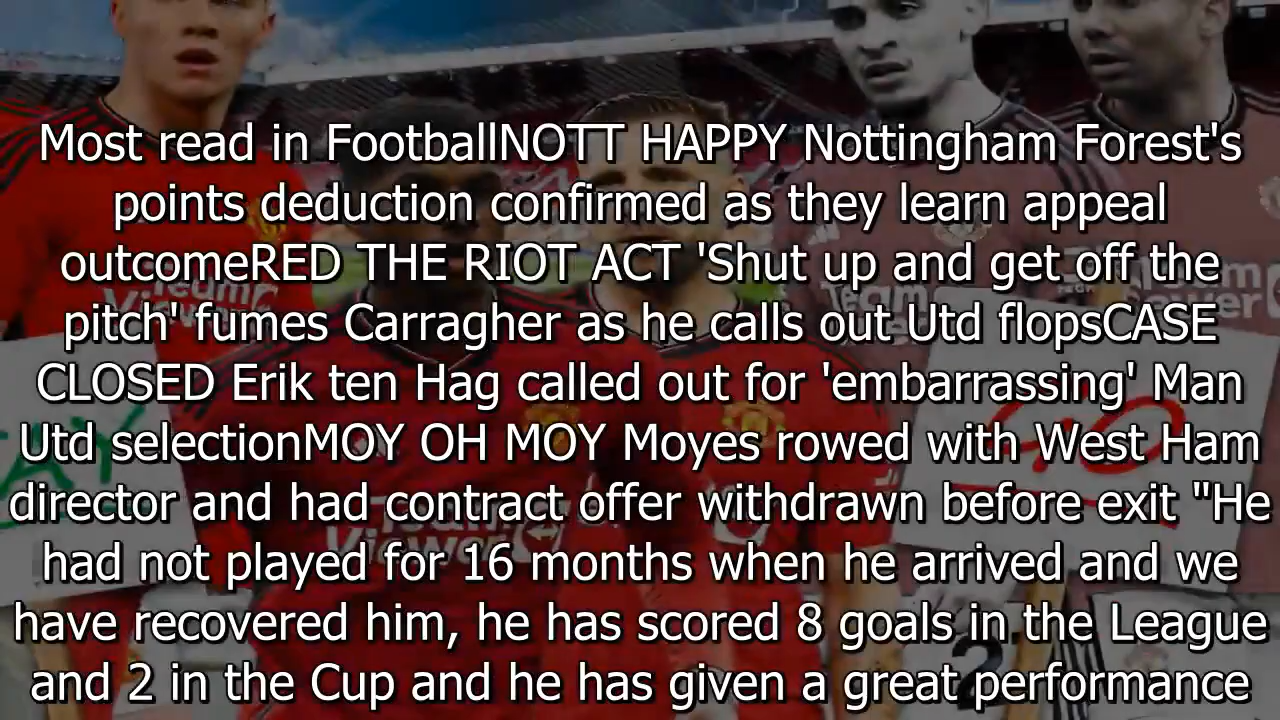 Most read in FootballNOTT HAPPY Nottingham Forest's
points deduction confirmed as they learn appeal
outcomeRED THE RIOT ACT 'Shut up and get off the
pitch' fumes Carragher as he calls out Utd flopsCASE
CLOSED Erik ten Hag called out for 'embarrassing' Man
Utd selectionMOY OH MOY Moyes rowed with West Ham
director and had contract offer withdrawn before exit "He
had not played for 16 months when he arrived and we
have recovered him, he has scored 8 goals in the League
and 2 in the Cup and he has given a great performance
Team
Viewer